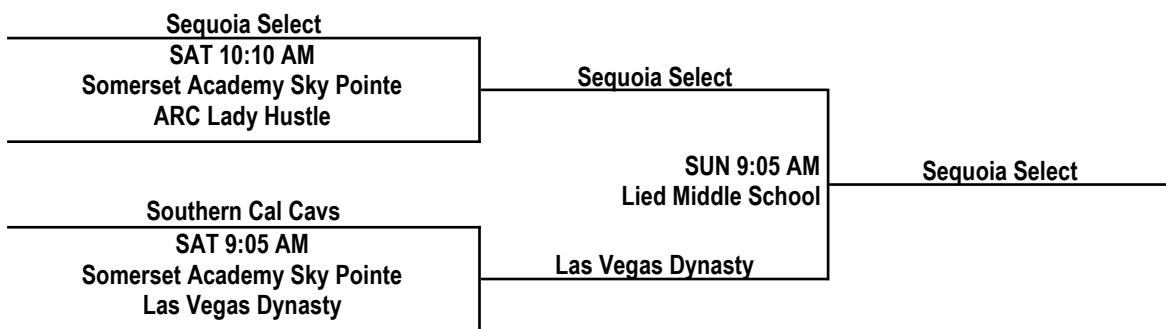 Sequoia Select
SAT 10:10 AM
Somerset Academy Sky Pointe
ARC Lady Hustle
Sequoia Select
SUN 9:05 AM
Lied Middle School
Sequoia Select
Southern Cal Cavs
SAT 9:05 AM
Somerset Academy Sky Pointe
Las Vegas Dynasty
Las Vegas Dynasty